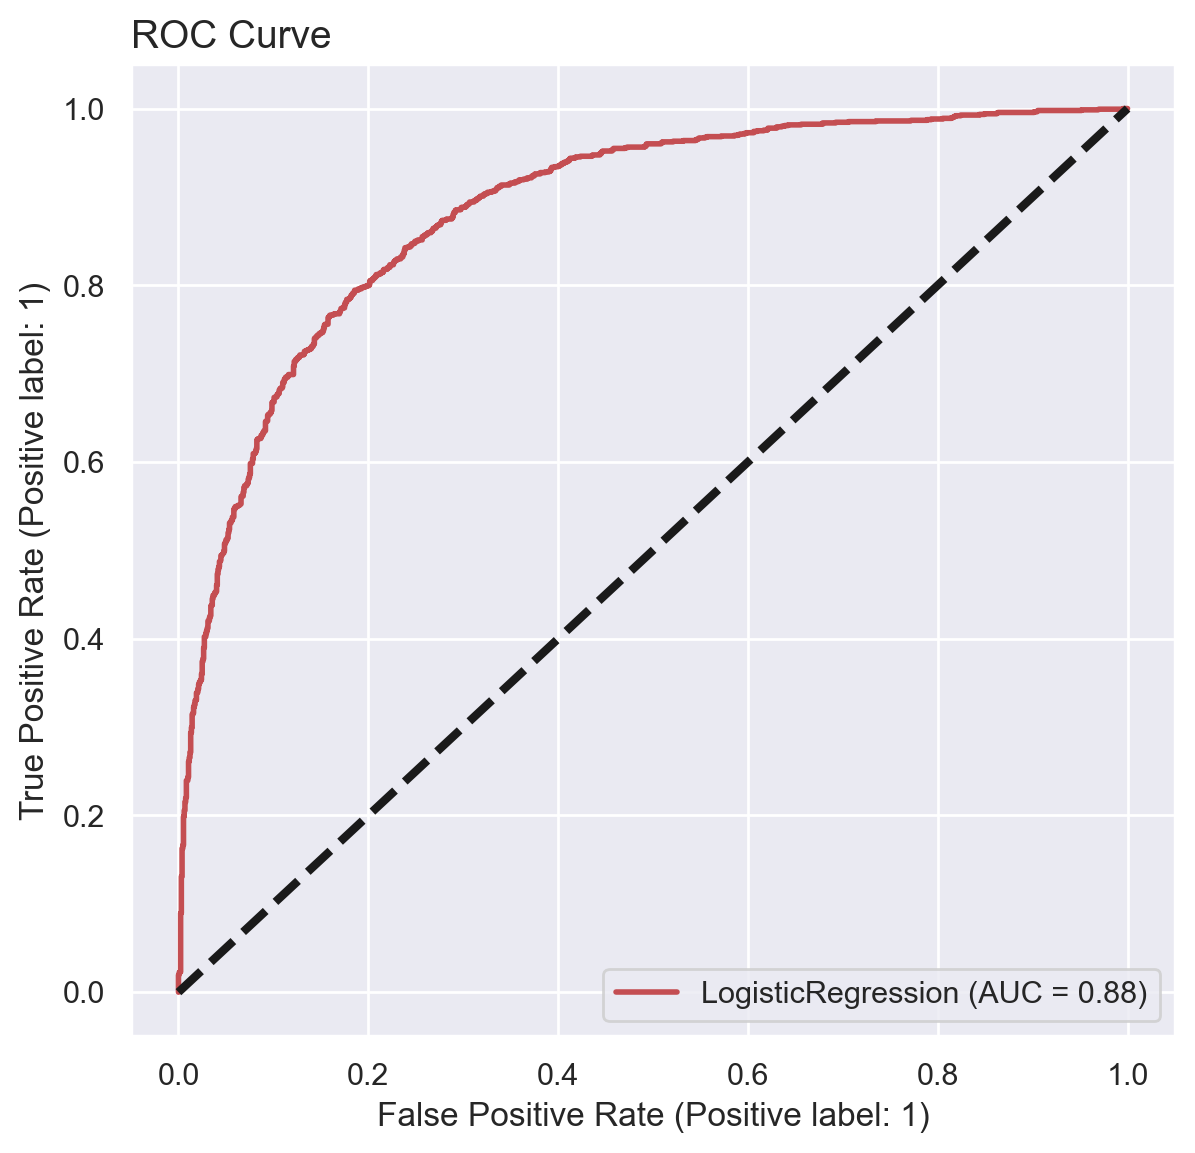 ROC Curve
True Positive Rate (Positive label: 1)
1.0
0.8
0.6
0.4
0.2
0.0
LogisticRegression (AUC = 0.88)
0.0 0.2 0.4 0.6 0.8 1.0
False Positive Rate (Positive label: 1)